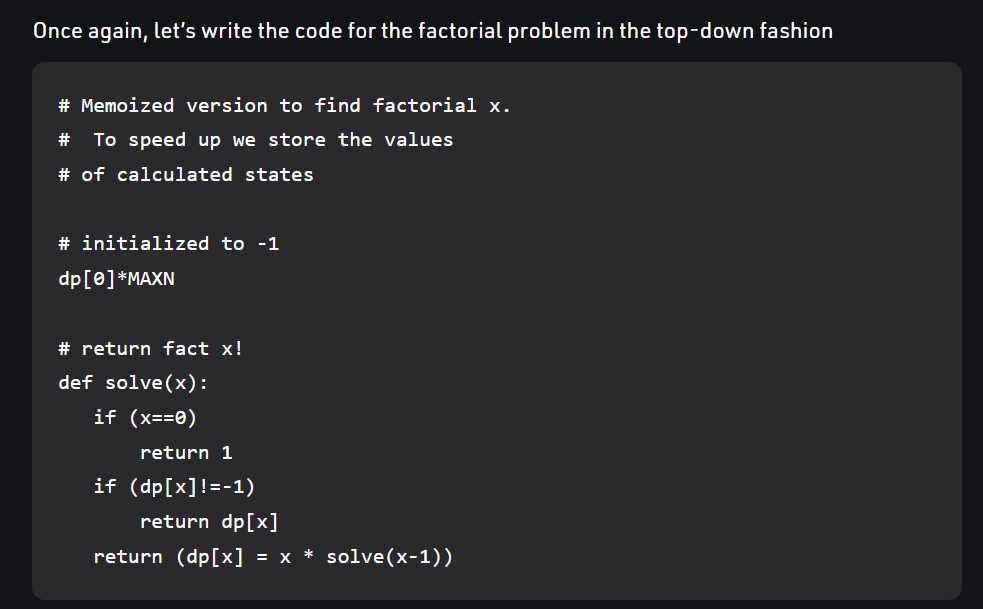 Once again, let's write the code for the factorial problem in the top-down fashion
# Memoized version to find factorial x.
#  To speed up we store the values
# of calculated states
# initialized to -1
dp[0]*MAXN
# return fact x!
def solve(x):
   if (x==0)
       return 1
   if (dp[x]!=-1)
       return dp[x]
   return (dp[x] = x * solve(x-1))